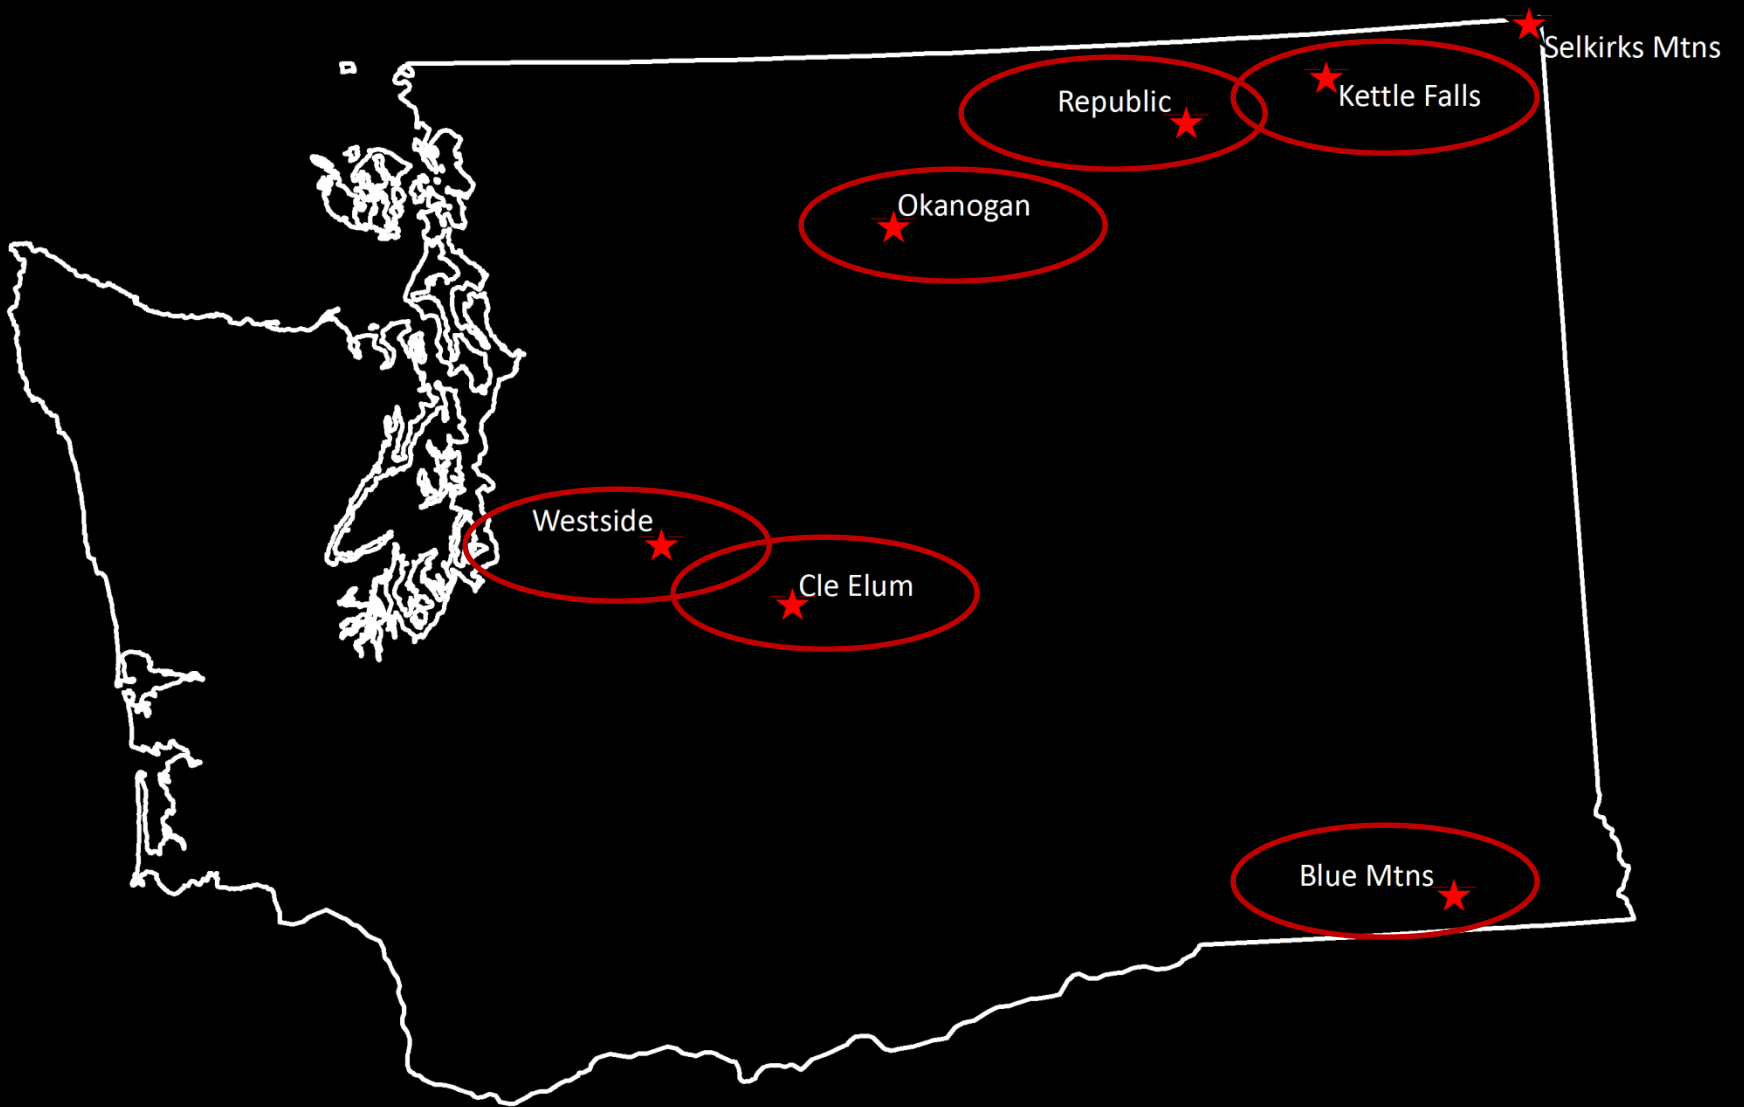 Selkirks Mtns
Kettle Falls
Republic
Okanogan
Westside
Cle Elum
Blue Mtns